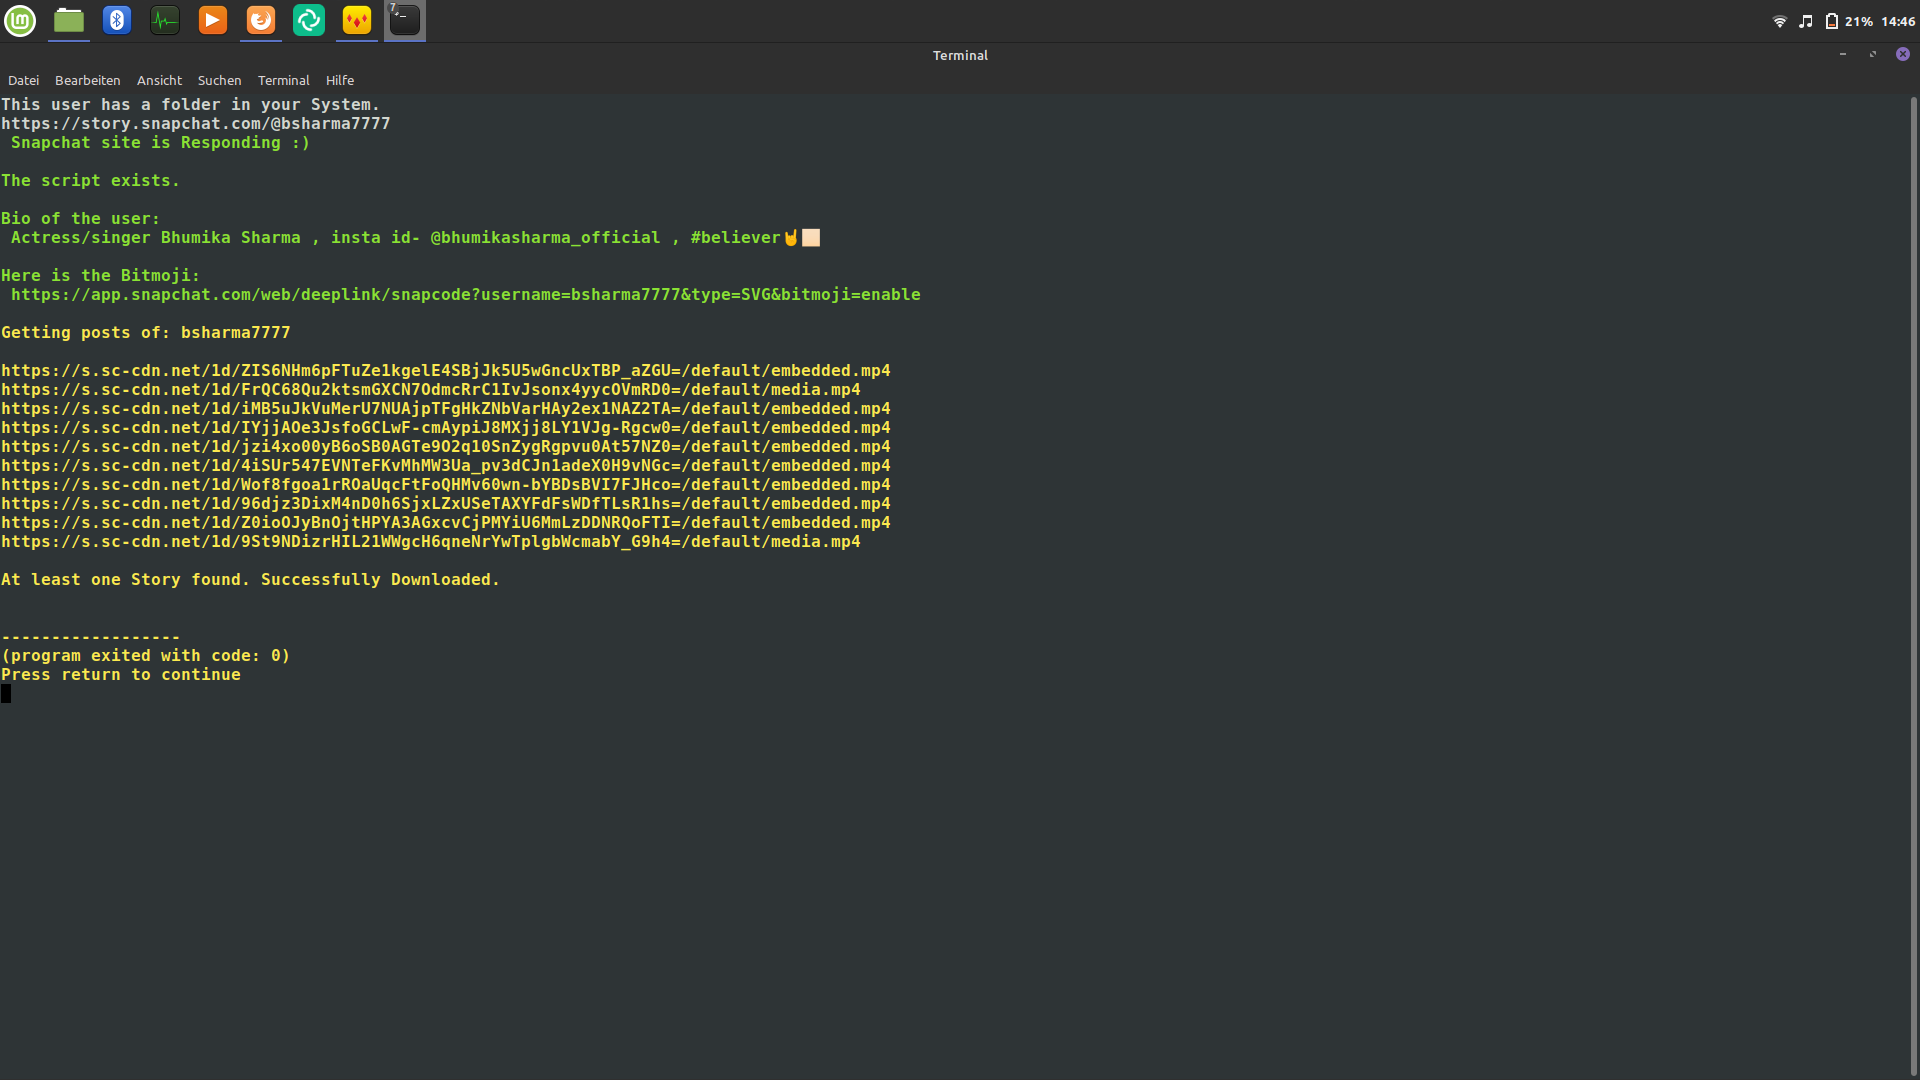 21% 14:46
Terminal
Datei Bearbeiten Ansicht Suchen Terminal Hilfe
This user has a folder in your System.
https://story.snapchat.com/@bsharma7777
Snapchat site is Responding :)
The script exists.
Bio of the user:
Actress/singer Bhumika Sharma , insta id- @bhumikasharma_official , #believer🤘🏻
Here is the Bitmoji:
https://app.snapchat.com/web/deeplink/snapcode?username=bsharma7777&type=SVG&bitmoji=enable
Getting posts of: bsharma7777
https://s.sc-cdn.net/1d/ZIS6NHm6pFTuZe1kgelE4SBjJk5U5wGncUxTBP_aZGU=/default/embedded.mp4
https://s.sc-cdn.net/1d/FrQC68Qu2ktsmGXCN7OdmcRrC1IvJsonx4yycOVmRD0=/default/media.mp4
https://s.sc-cdn.net/1d/iMB5uJkVuMerU7NUAjpTFgHkZNbVarHAy2ex1NAZ2TA=/default/embedded.mp4
https://s.sc-cdn.net/1d/IYjjAOe3JsfoGCLwF-cmAypiJ8MXjj8LY1VJg-Rgcw0=/default/embedded.mp4
https://s.sc-cdn.net/1d/jzi4xo00yB6oSB0AGTe9O2q10SnZygRgpvu0At57NZ0=/default/embedded.mp4
https://s.sc-cdn.net/1d/4iSUr547EVNTeFKvMhMW3Ua_pv3dCJn1adeX0H9vNGc=/default/embedded.mp4
https://s.sc-cdn.net/1d/Wof8fgoa1rROaUqcFtFoQHMv60wn-bYBDsBVI7FJHco=/default/embedded.mp4
https://s.sc-cdn.net/1d/96djz3DixM4nD0h6SjxLZxUSeTAXYFdFsWDfTLsR1hs=/default/embedded.mp4
https://s.sc-cdn.net/1d/Z0ioOJyBnOjtHPYA3AGxcvCjPMYiU6MmLzDDNRQoFTI=/default/embedded.mp4
https://s.sc-cdn.net/1d/9St9NDizrHIL21WWgcH6qneNrYwTplgbWcmabY_G9h4=/default/media.mp4
At least one Story found. Successfully Downloaded.
------------------
(program exited with code: 0)
Press return to continue